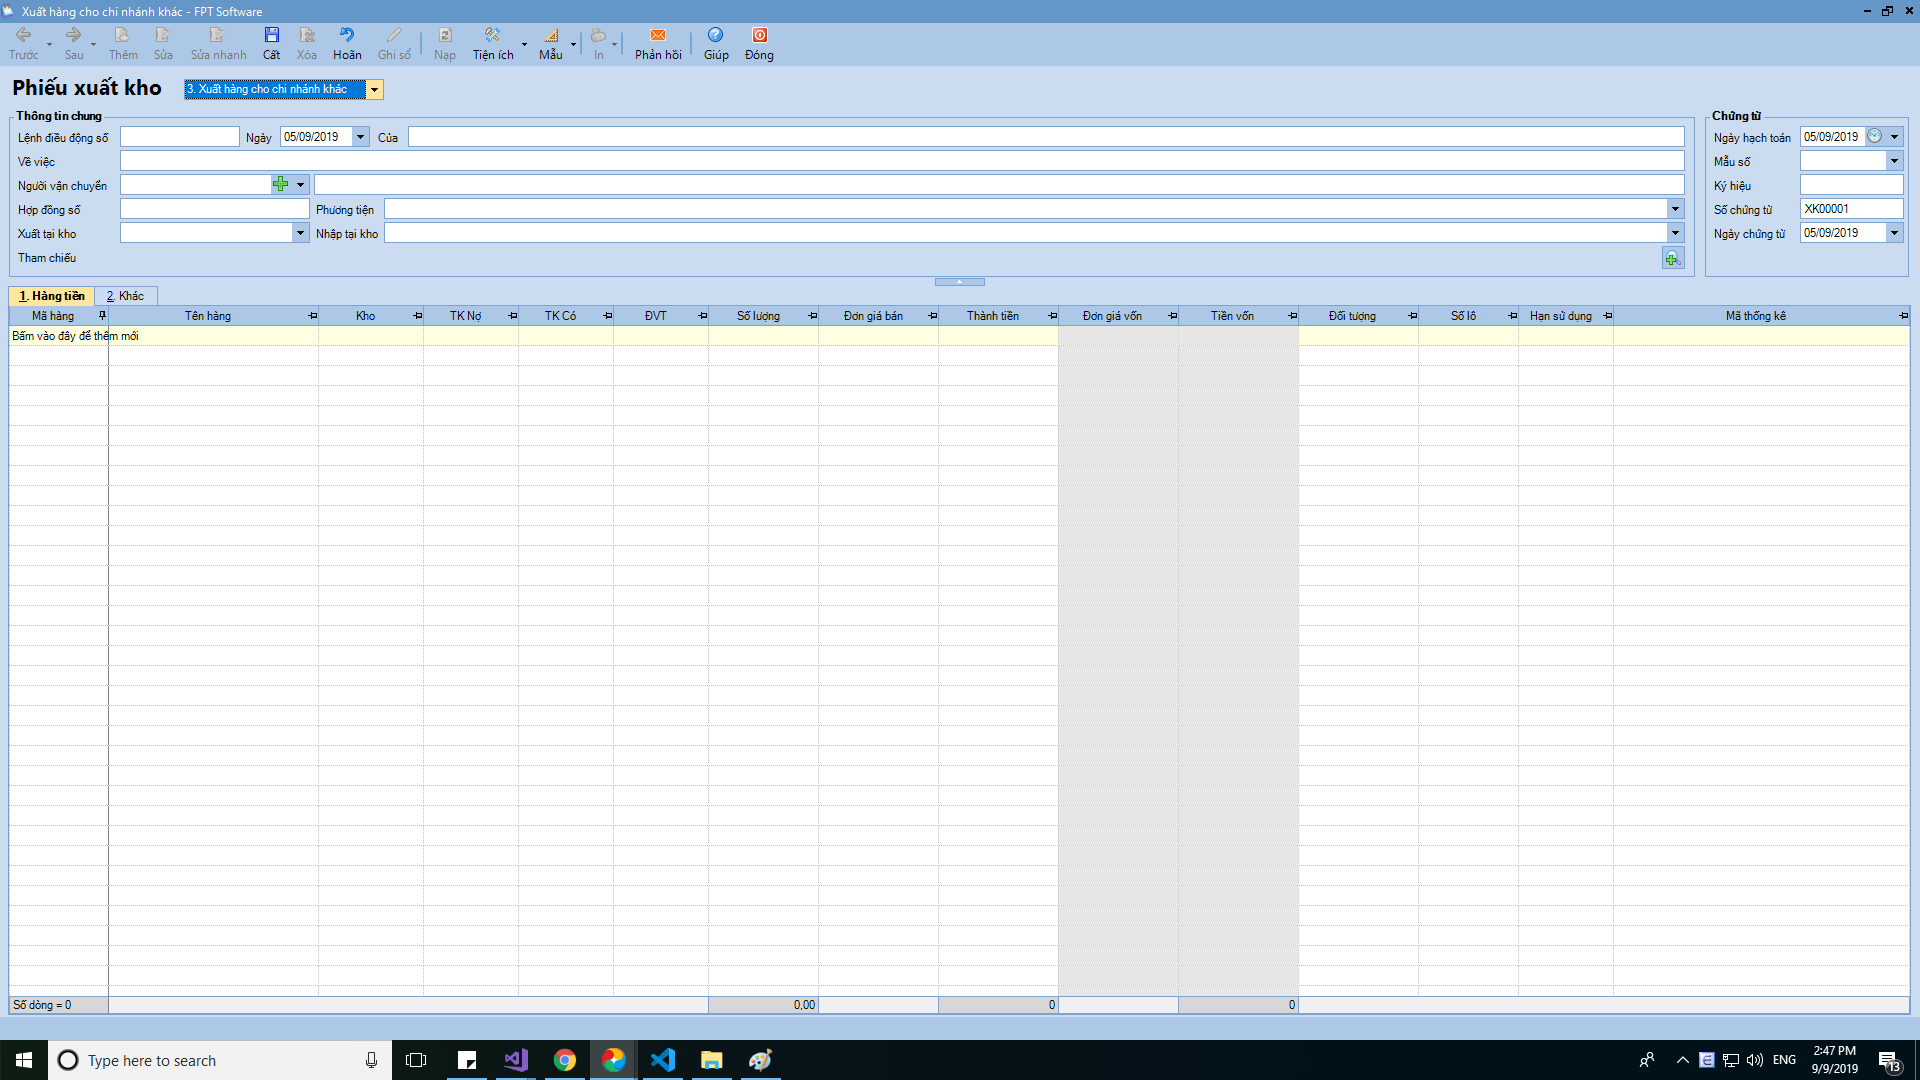 Xuất hàng cho chi nhánh khác - FPT Software
Trước Sau Thêm Sửa Sửa nhanh Cất Xóa Hoãn Ghi sổ Nạp Tiện ích Mẫu In Phản hồi Giúp Đóng
Phiếu xuất kho 3. Xuất hàng cho chi nhánh khác
Thông tin chung
Lệnh điều động số Ngày 05/09/2019 Của
Về việc
Người vận chuyển
Hợp đồng số Phương tiện
Xuất tại kho Nhập tại kho
Tham chiếu
Chứng từ
Ngày hạch toán 05/09/2019
Mẫu số
Ký hiệu
Số chứng từ XK00001
Ngày chứng từ 05/09/2019
1. Hàng tiền 2. Khác
Mã hàng Tên hàng Kho TK Nợ TK Có ĐVT Số lượng Đơn giá bán Thành tiền Đơn giá vốn Tiền vốn Đối tượng Số lô Hạn sử dụng Mã thống kê
Bấm vào đây để thêm mới
Số dòng = 0 0,00 0 0
Type here to search
ENG
2:47 PM
9/9/2019
13